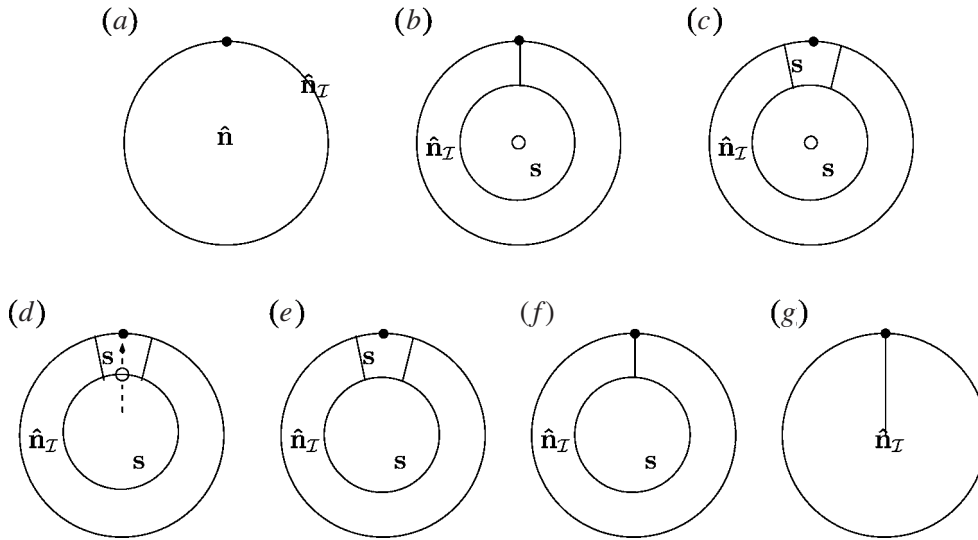 (a) (b) (c)
n̂_I
n̂
n̂_I s
n̂_I s s
(d) (e) (f) (g)
n̂_I s s
n̂_I s s
n̂_I s
n̂_I